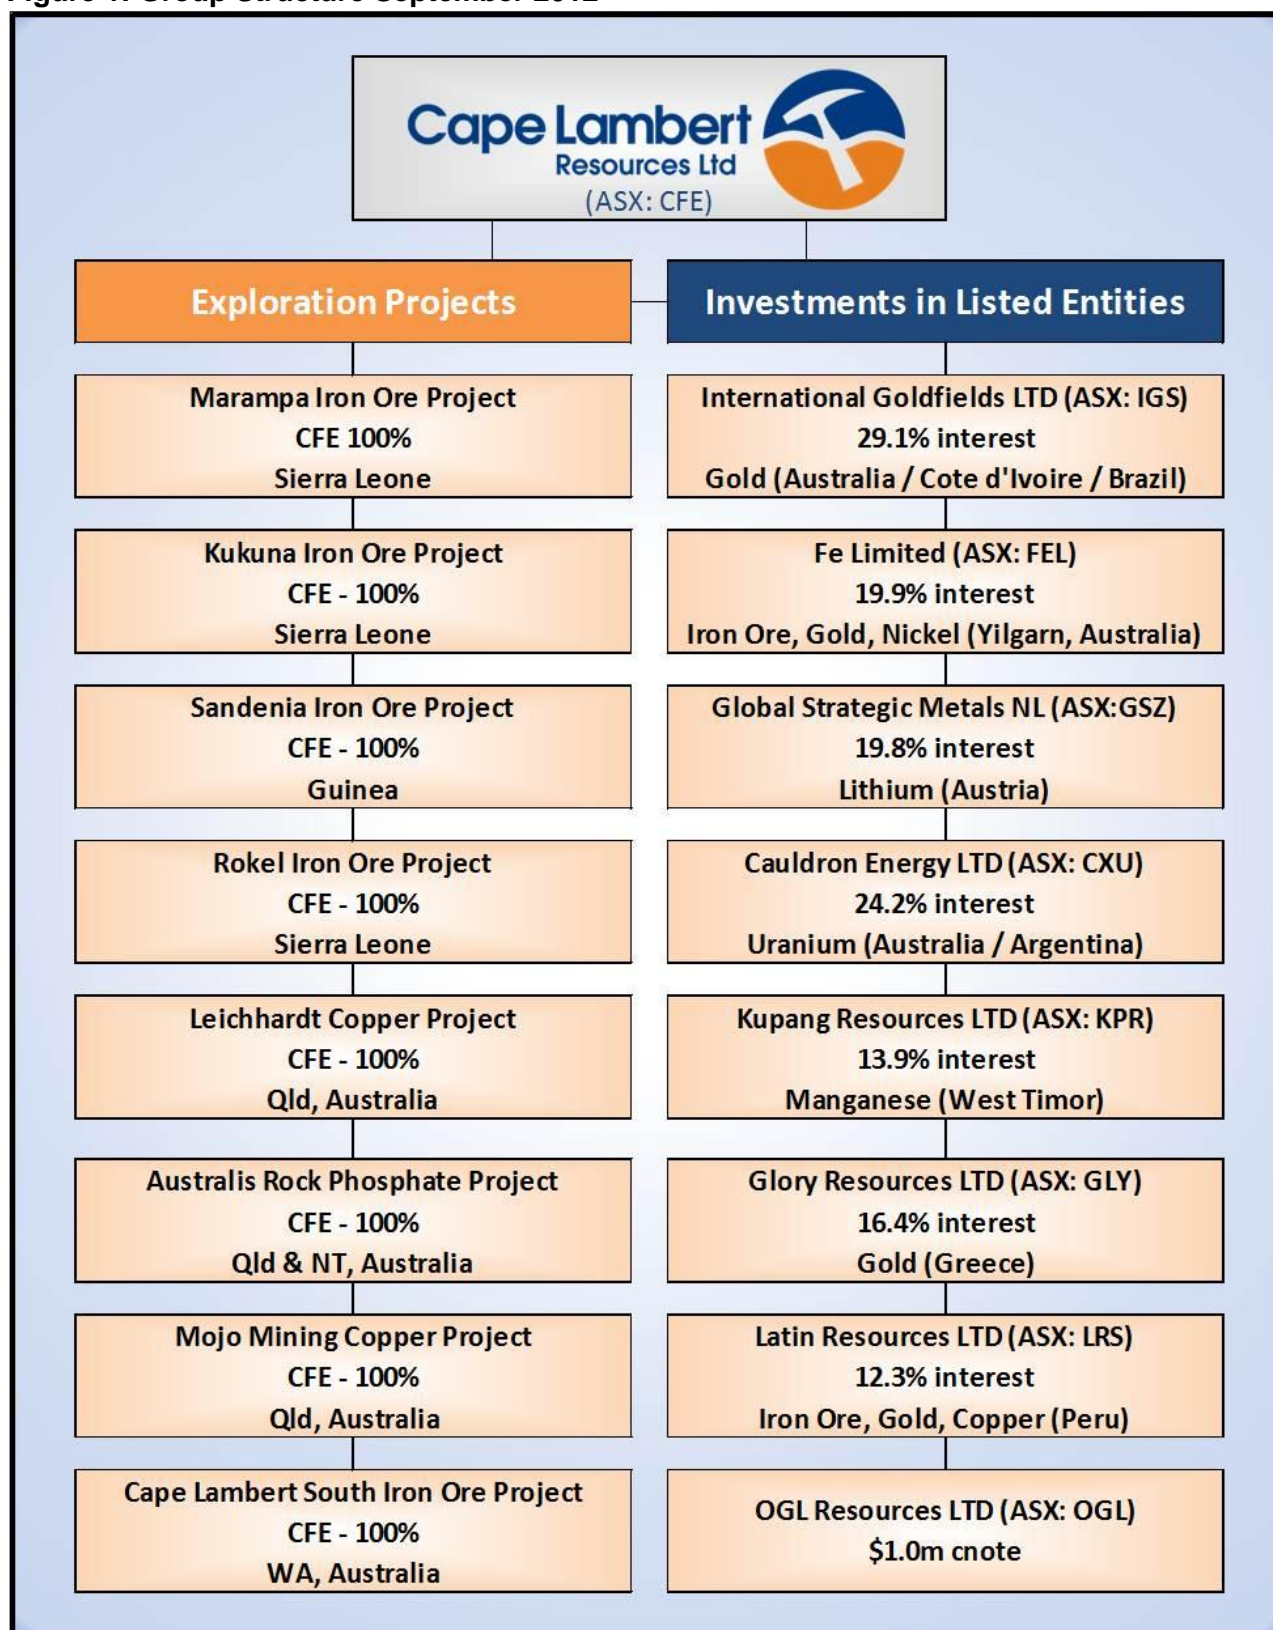 Figure 1: Group Structure September 2012
Cape Lambert
Resources Ltd
(ASX: CFE)
Exploration Projects
Marampa Iron Ore Project
CFE 100%
Sierra Leone
Kukuna Iron Ore Project
CFE - 100%
Sierra Leone
Sandenia Iron Ore Project
CFE - 100%
Guinea
Rokel Iron Ore Project
CFE - 100%
Sierra Leone
Leichhardt Copper Project
CFE - 100%
Qld, Australia
Australis Rock Phosphate Project
CFE - 100%
Qld & NT, Australia
Mojo Mining Copper Project
CFE - 100%
Qld, Australia
Cape Lambert South Iron Ore Project
CFE - 100%
WA, Australia
Investments in Listed Entities
International Goldfields LTD (ASX: IGS)
29.1% interest
Gold (Australia / Cote d'Ivoire / Brazil)
Fe Limited (ASX: FEL)
19.9% interest
Iron Ore, Gold, Nickel (Yilgarn, Australia)
Global Strategic Metals NL (ASX:GSZ)
19.8% interest
Lithium (Austria)
Cauldron Energy LTD (ASX: CXU)
24.2% interest
Uranium (Australia / Argentina)
Kupang Resources LTD (ASX: KPR)
13.9% interest
Manganese (West Timor)
Glory Resources LTD (ASX: GLY)
16.4% interest
Gold (Greece)
Latin Resources LTD (ASX: LRS)
12.3% interest
Iron Ore, Gold, Copper (Peru)
OGL Resources LTD (ASX: OGL)
$1.0m cnote